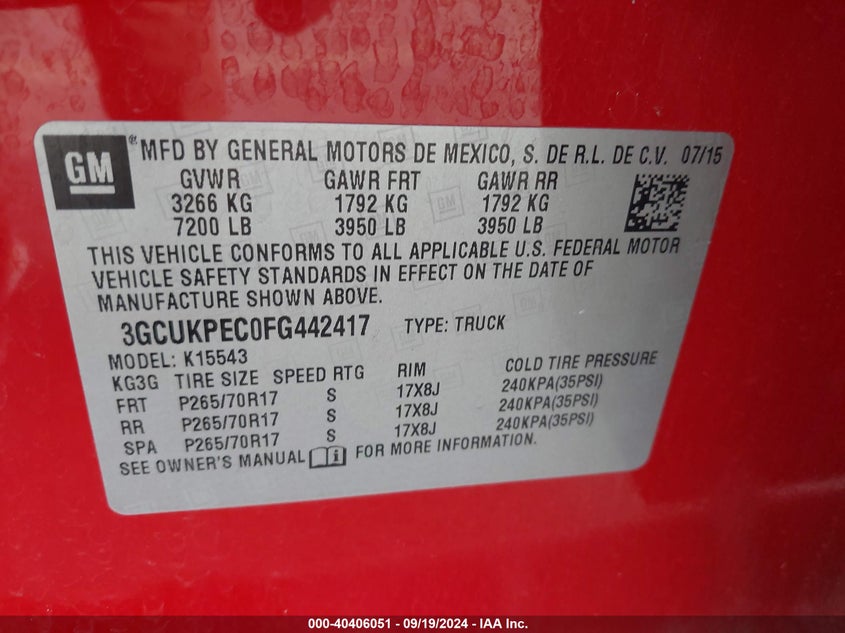 GM
® MFD BY GENERAL MOTORS DE MEXICO, S. DE R.L. DE C.V. 07/15
GVWR GAWR FRT GAWR RR
3266 KG 1792 KG 1792 KG
7200 LB 3950 LB 3950 LB
THIS VEHICLE CONFORMS TO ALL APPLICABLE U.S. FEDERAL MOTOR
VEHICLE SAFETY STANDARDS IN EFFECT ON THE DATE OF
MANUFACTURE SHOWN ABOVE.
3GCUKPEC0FG442417 TYPE: TRUCK
MODEL: K15543
KG3G TIRE SIZE SPEED RTG RIM COLD TIRE PRESSURE
FRT P265/70R17 S 17X8J 240KPA(35PSI)
RR P265/70R17 S 17X8J 240KPA(35PSI)
SPA P265/70R17 S 17X8J 240KPA(35PSI)
SEE OWNER'S MANUAL i FOR MORE INFORMATION.
000-40406051 - 09/19/2024 - IAA Inc.